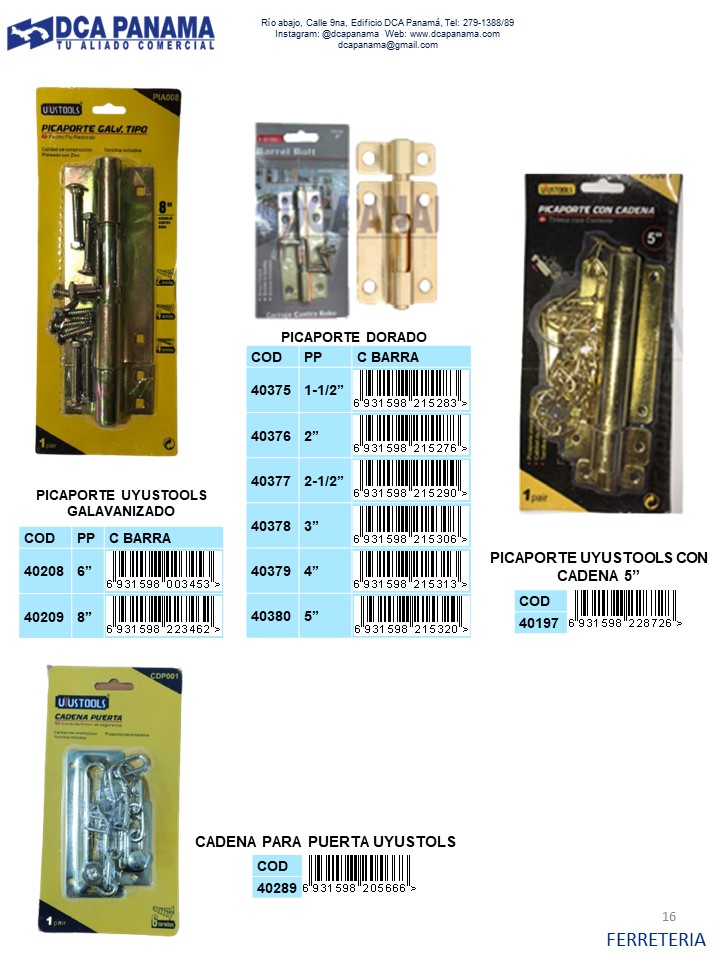 DCA PANAMA
TU ALIADO COMERCIAL
Río abajo, Calle 9na, Edificio DCA Panamá, Tel: 279-1388/89
Instagram: @dcapanama Web: www.dcapanama.com
dcapanama@gmail.com
PIA008
UYUSTOOLS
PICAPORTE GALV. TIPO
Pasador Fijo Redondo
8"
1 pair
PICAPORTE UYUSTOOLS
GALAVANIZADO
COD PP C BARRA
40208 6” 6 931598 003453 >
40209 8” 6 931598 223462 >
Barrel Bolt
DCA PANAMA
PICAPORTE DORADO
COD PP C BARRA
40375 1-1/2” 6 931598 215283 >
40376 2” 6 931598 215276 >
40377 2-1/2” 6 931598 215290 >
40378 3” 6 931598 215306 >
40379 4” 6 931598 215313 >
40380 5” 6 931598 215320 >
UYUSTOOLS
PICAPORTE CON CADENA
5"
1 pair
PICAPORTE UYUSTOOLS CON
CADENA 5”
COD
40197 6 931598 228726 >
CDP001
UYUSTOOLS
CADENA PUERTA
1 pair
CADENA PARA PUERTA UYUSTOLS
COD
40289 6 931598 205666 >
16
FERRETERIA